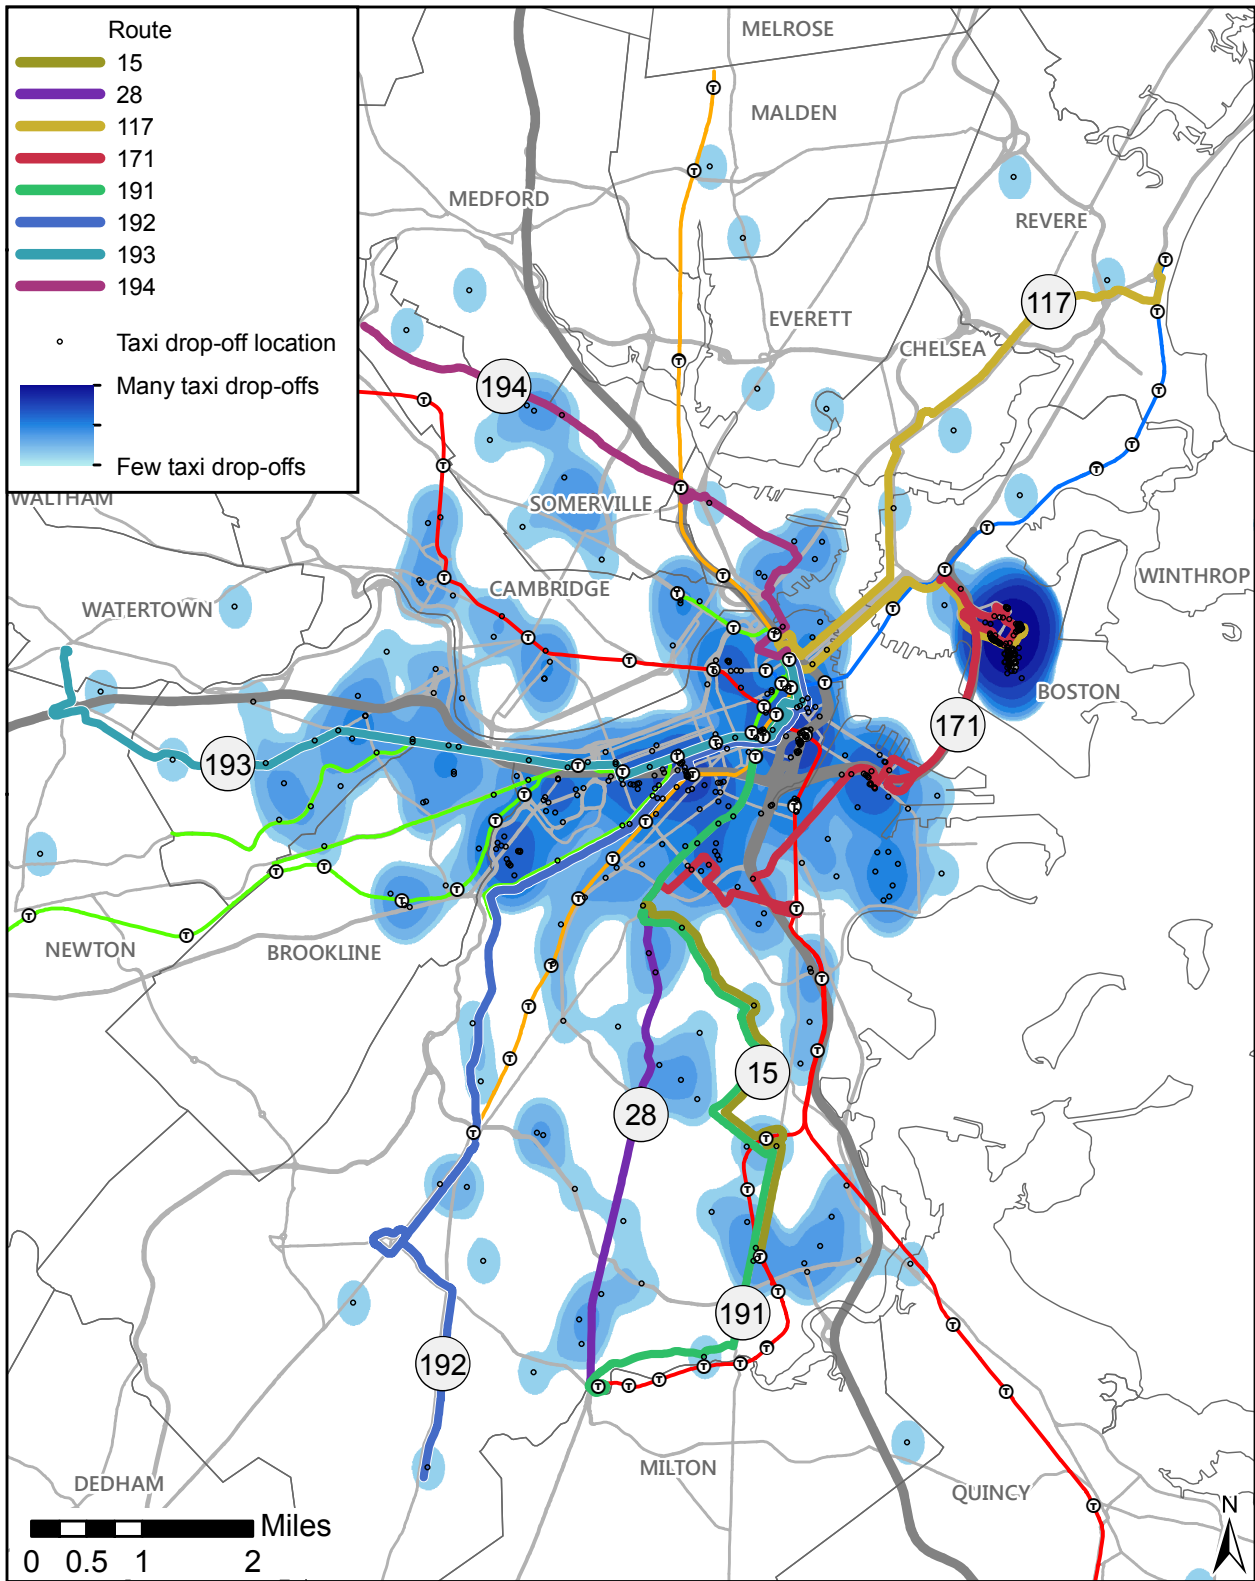 Route
15
28
117
171
191
192
193
194
Taxi drop-off location
Many taxi drop-offs
Few taxi drop-offs
MELROSE
MALDEN
MEDFORD
REVERE
117
EVERETT
CHELSEA
194
WALTHAM
SOMERVILLE
WINTHROP
CAMBRIDGE
WATERTOWN
BOSTON
171
193
NEWTON
BROOKLINE
15
28
191
192
MILTON
DEDHAM
QUINCY
N
Miles
0 0.5 1 2